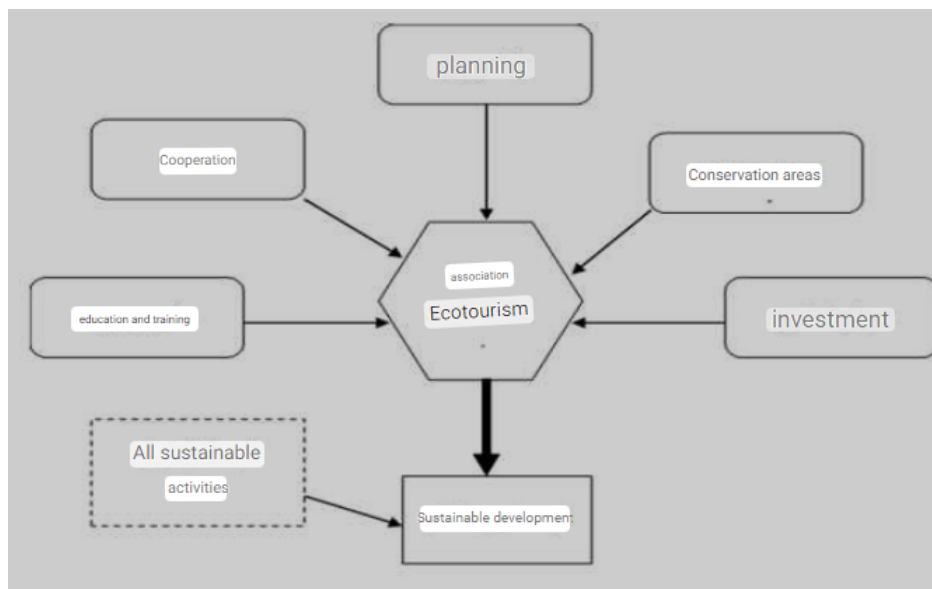 planning
Cooperation
Conservation areas
association
Ecotourism
education and training
investment
All sustainable
activities
Sustainable development